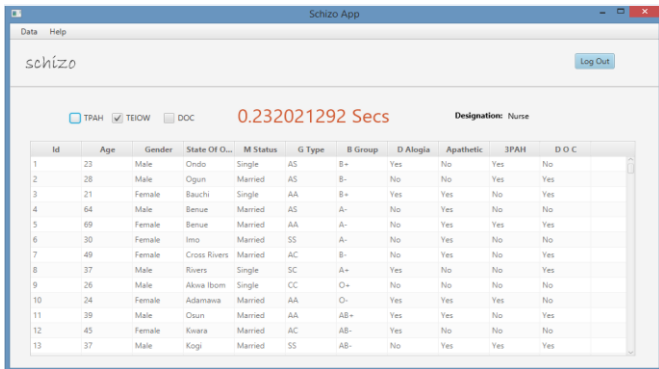 Schizo App
Data Help
schizo
Log Out
TPAH TEIOW DOC 0.232021292 Secs Designation: Nurse
Id Age Gender State Of O... M Status G Type B Group D Alogia Apathetic 3PAH D O C
1 23 Male Ondo Single AS B+ Yes No Yes No
2 28 Male Ogun Married AS B- No No Yes Yes
3 21 Female Bauchi Single AA B+ Yes Yes No Yes
4 64 Male Benue Married AS A- No Yes No No
5 69 Female Benue Married AA A- No Yes Yes Yes
6 30 Female Imo Married SS A- No No Yes No
7 49 Female Cross Rivers Married AC B- No Yes No Yes
8 37 Male Rivers Single SC A+ Yes No No Yes
9 26 Male Akwa Ibom Single CC O+ No Yes No No
10 24 Female Adamawa Married AA O- Yes Yes Yes No
11 39 Male Osun Married AA AB+ Yes Yes No Yes
12 45 Female Kwara Married AC AB- Yes No No No
13 37 Male Kogi Married SS AB- No Yes Yes Yes